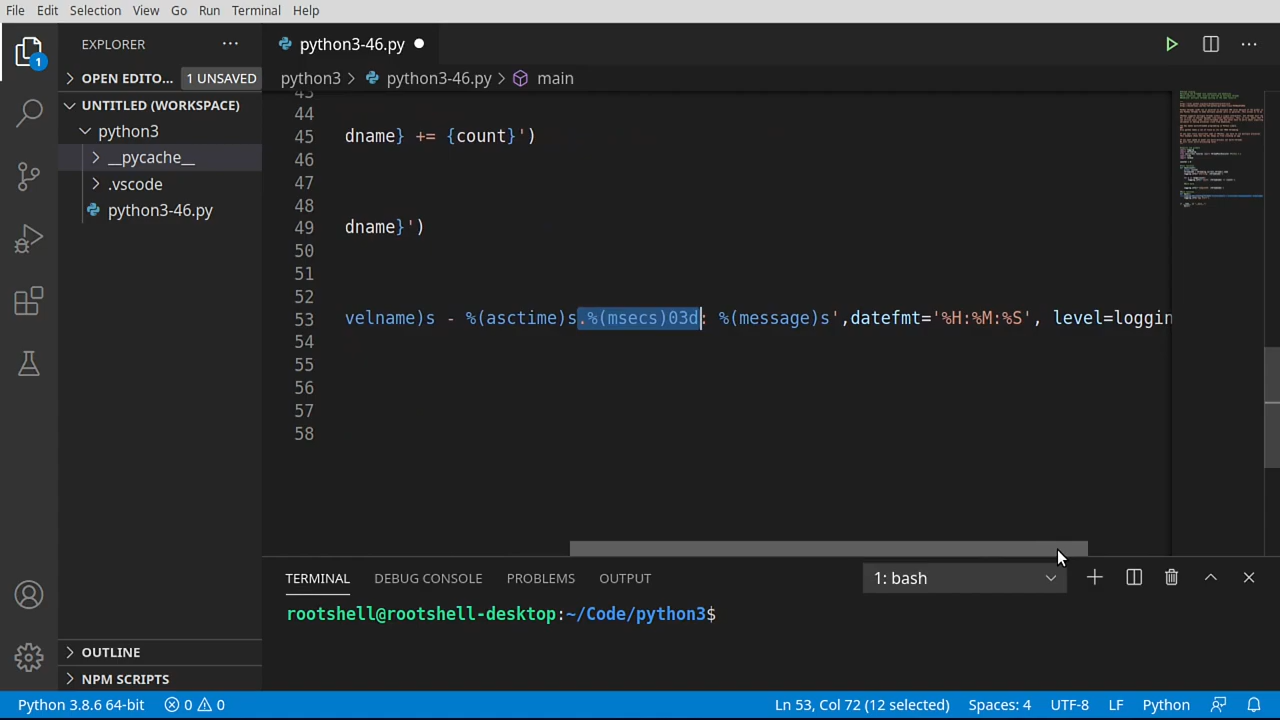 File Edit Selection View Go Run Terminal Help
EXPLORER
python3-46.py
1
OPEN EDITO... 1 UNSAVED
python3 > python3-46.py > main
UNTITLED (WORKSPACE)
python3
__pycache__
.vscode
python3-46.py
43
44
45 dname} += {count}')
46
47
48
49 dname}')
50
51
52
53 velname)s - %(asctime)s.%(msecs)03d: %(message)s',datefmt='%H:%M:%S', level=loggin
54
55
56
57
58
TERMINAL DEBUG CONSOLE PROBLEMS OUTPUT 1: bash
rootshell@rootshell-desktop:~/Code/python3$
OUTLINE
NPM SCRIPTS
Python 3.8.6 64-bit 0 0 Ln 53, Col 72 (12 selected) Spaces: 4 UTF-8 LF Python